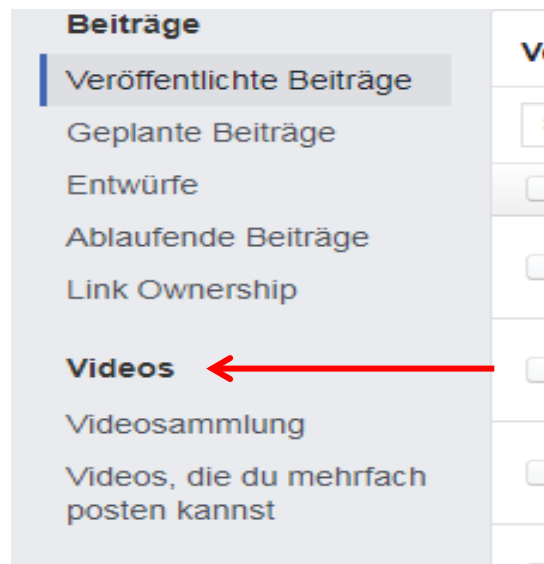 Beiträge
Veröffentlichte Beiträge
Geplante Beiträge
Entwürfe
Ablaufende Beiträge
Link Ownership
Videos
Videosammlung
Videos, die du mehrfach
posten kannst